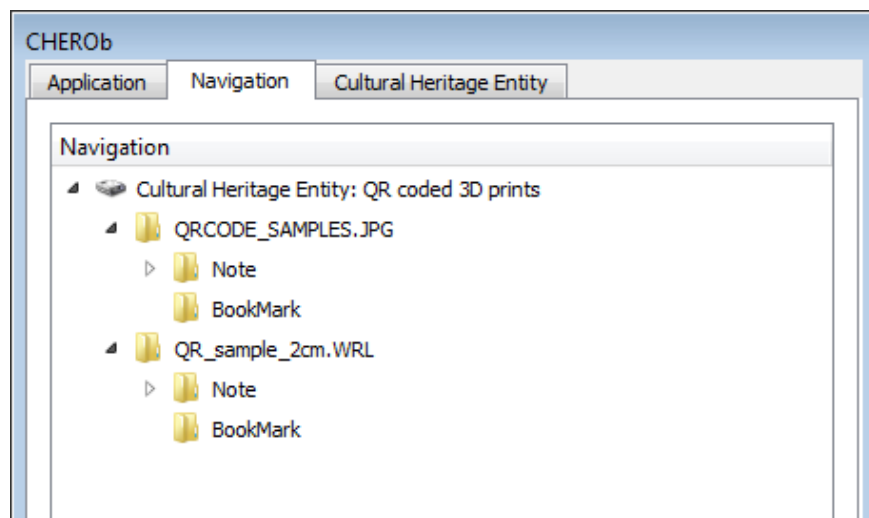 CHEROb
Application Navigation Cultural Heritage Entity
Navigation
Cultural Heritage Entity: QR coded 3D prints
QRCODE_SAMPLES.JPG
Note
BookMark
QR_sample_2cm.WRL
Note
BookMark